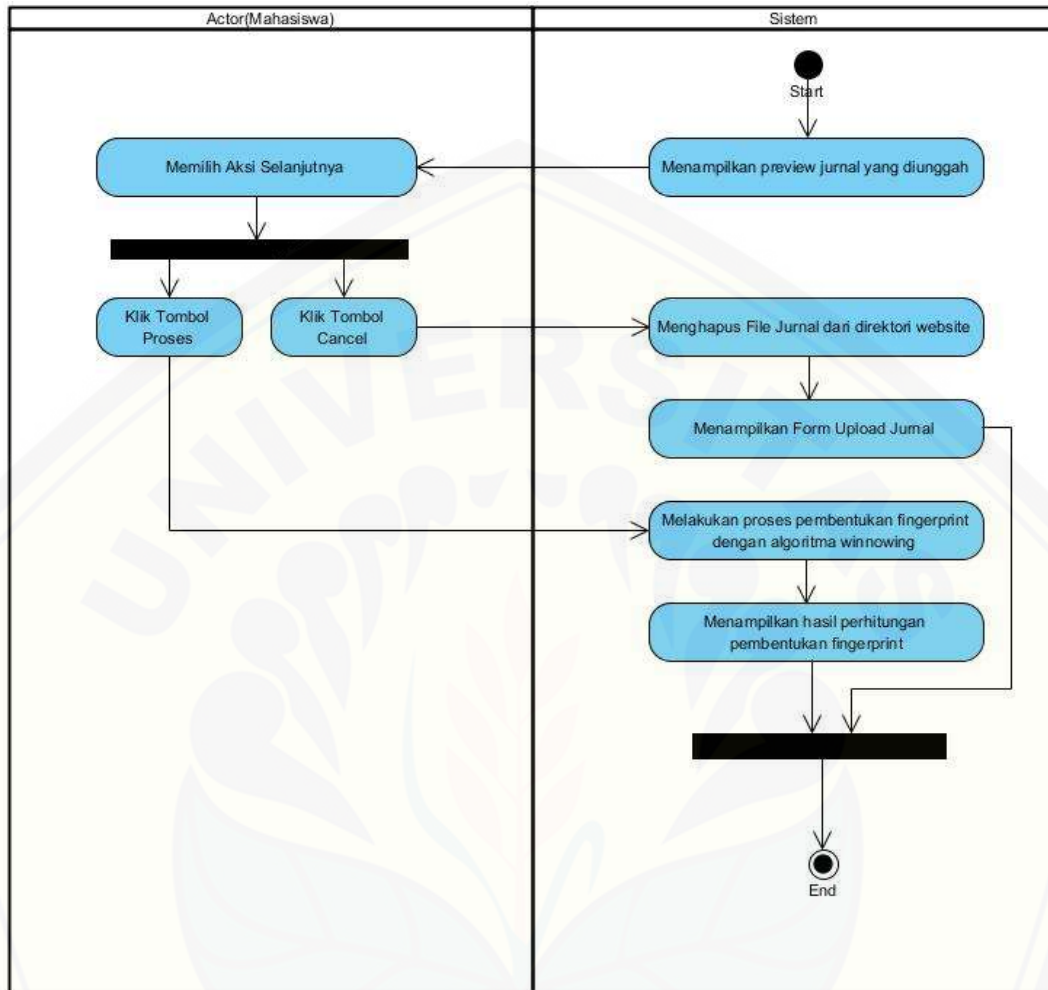 Actor(Mahasiswa)
Sistem
Start
Memilih Aksi Selanjutnya
Menampilkan preview jurnal yang diunggah
Klik Tombol
Proses
Klik Tombol
Cancel
Menghapus File Jurnal dari direktori website
Menampilkan Form Upload Jurnal
Melakukan proses pembentukan fingerprint
dengan algoritma winnowing
Menampilkan hasil perhitungan
pembentukan fingerprint
End
UNIVERSITAS